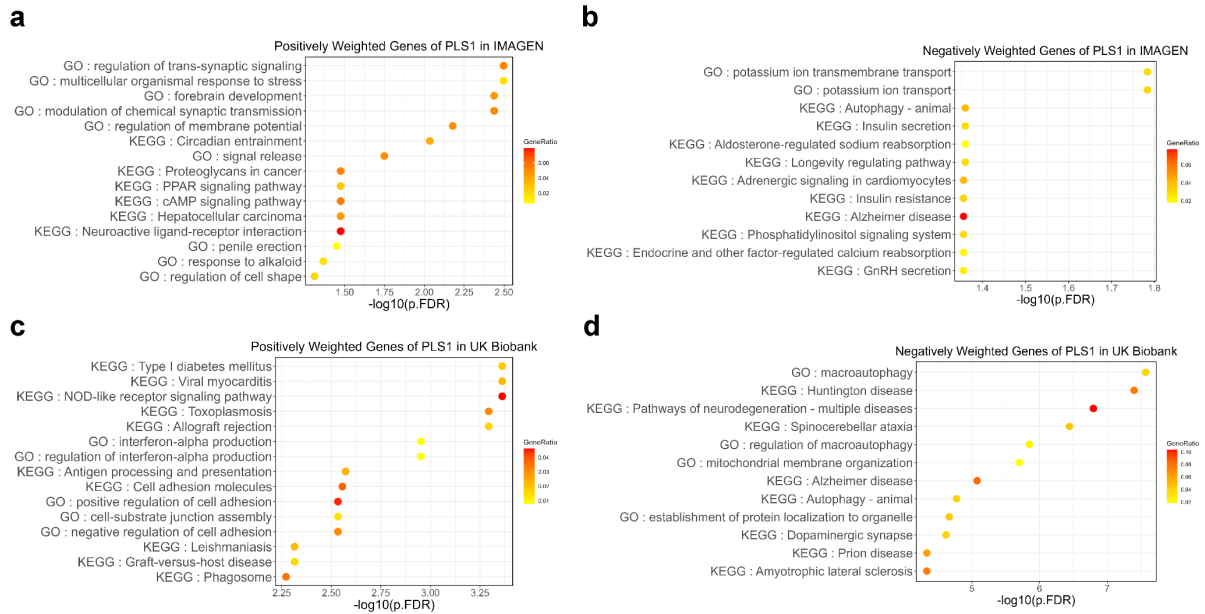 a
Positively Weighted Genes of PLS1 in IMAGEN
GO : regulation of trans-synaptic signaling
GO : multicellular organismal response to stress
GO : forebrain development
GO : modulation of chemical synaptic transmission
GO : regulation of membrane potential
KEGG : Circadian entrainment
GO : signal release
KEGG : Proteoglycans in cancer
KEGG : PPAR signaling pathway
KEGG : cAMP signaling pathway
KEGG : Hepatocellular carcinoma
KEGG : Neuroactive ligand-receptor interaction
GO : penile erection
GO : response to alkaloid
GO : regulation of cell shape
1.50 1.75 2.00 2.25 2.50
-log10(p.FDR)
GeneRatio
0.06
0.04
0.02
b
Negatively Weighted Genes of PLS1 in IMAGEN
GO : potassium ion transmembrane transport
GO : potassium ion transport
KEGG : Autophagy - animal
KEGG : Insulin secretion
KEGG : Aldosterone-regulated sodium reabsorption
KEGG : Longevity regulating pathway
KEGG : Adrenergic signaling in cardiomyocytes
KEGG : Insulin resistance
KEGG : Alzheimer disease
KEGG : Phosphatidylinositol signaling system
KEGG : Endocrine and other factor-regulated calcium reabsorption
KEGG : GnRH secretion
1.4 1.5 1.6 1.7 1.8
-log10(p.FDR)
GeneRatio
0.06
0.04
0.02
c
Positively Weighted Genes of PLS1 in UK Biobank
KEGG : Type I diabetes mellitus
KEGG : Viral myocarditis
KEGG : NOD-like receptor signaling pathway
KEGG : Toxoplasmosis
KEGG : Allograft rejection
GO : interferon-alpha production
GO : regulation of interferon-alpha production
KEGG : Antigen processing and presentation
KEGG : Cell adhesion molecules
GO : positive regulation of cell adhesion
GO : cell-substrate junction assembly
GO : negative regulation of cell adhesion
KEGG : Leishmaniasis
KEGG : Graft-versus-host disease
KEGG : Phagosome
2.25 2.50 2.75 3.00 3.25
-log10(p.FDR)
GeneRatio
0.04
0.03
0.02
0.01
d
Negatively Weighted Genes of PLS1 in UK Biobank
GO : macroautophagy
KEGG : Huntington disease
KEGG : Pathways of neurodegeneration - multiple diseases
KEGG : Spinocerebellar ataxia
GO : regulation of macroautophagy
GO : mitochondrial membrane organization
KEGG : Alzheimer disease
KEGG : Autophagy - animal
GO : establishment of protein localization to organelle
KEGG : Dopaminergic synapse
KEGG : Prion disease
KEGG : Amyotrophic lateral sclerosis
5 6 7
-log10(p.FDR)
GeneRatio
0.10
0.08
0.06
0.04
0.02